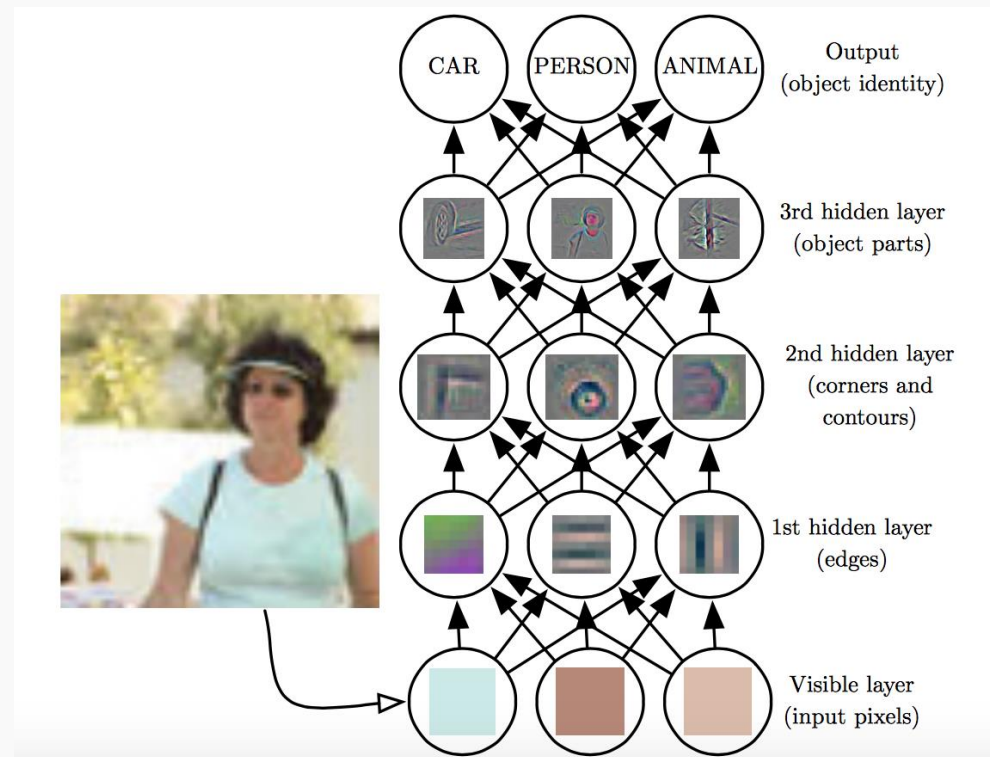 CAR PERSON ANIMAL
Output
(object identity)
3rd hidden layer
(object parts)
2nd hidden layer
(corners and
contours)
1st hidden layer
(edges)
Visible layer
(input pixels)